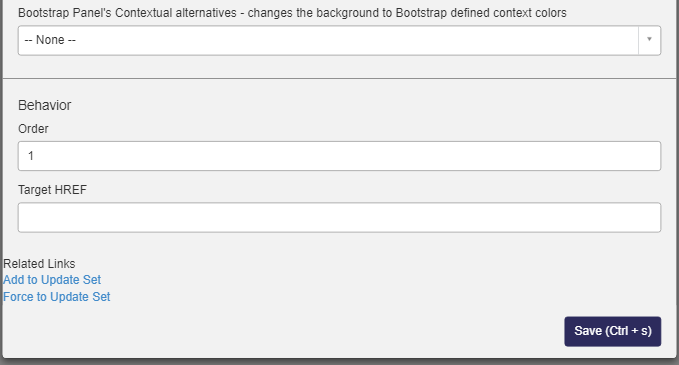 Bootstrap Panel's Contextual alternatives - changes the background to Bootstrap defined context colors
-- None --
Behavior
Order
1
Target HREF
Related Links
Add to Update Set
Force to Update Set
Save (Ctrl + s)